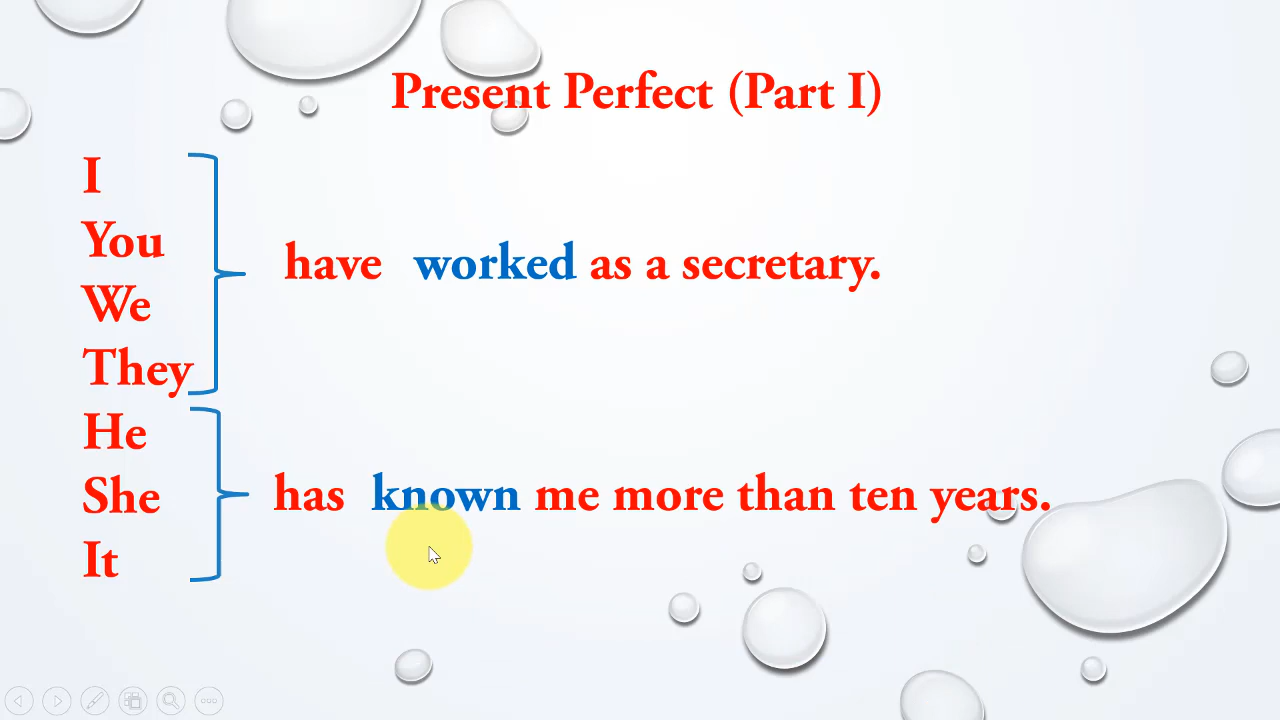 Present Perfect (Part I)
I
You
We
They
have worked as a secretary.
He
She
It
has known me more than ten years.